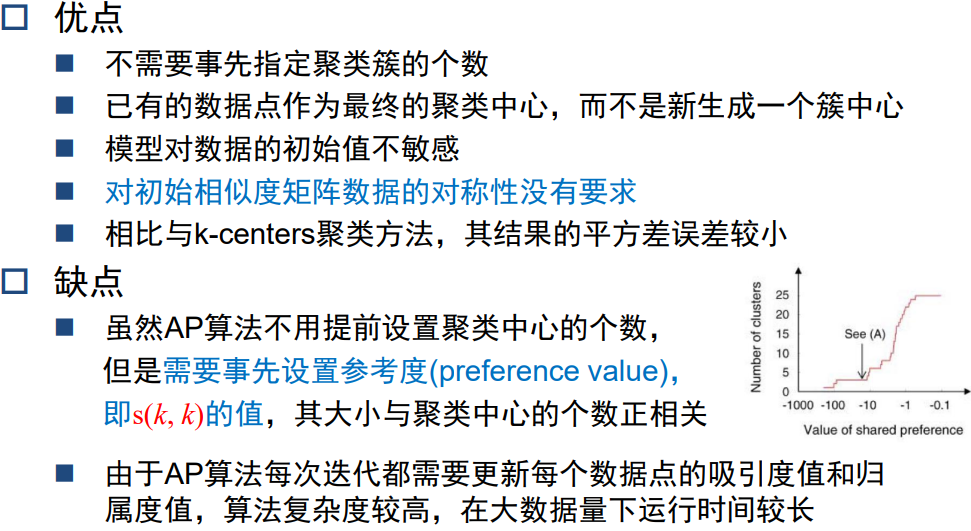 优点
不需要事先指定聚类簇的个数
已有的数据点作为最终的聚类中心，而不是新生成一个簇中心
模型对数据的初始值不敏感
对初始相似度矩阵数据的对称性没有要求
相比与k-centers聚类方法，其结果的平方差误差较小
缺点
虽然AP算法不用提前设置聚类中心的个数，
但是需要事先设置参考度(preference value)，
即s(k, k)的值，其大小与聚类中心的个数正相关
Number of clusters
25
20
15
10
5
0
See (A)
-1000 -100 -10 -1 -0.1
Value of shared preference
由于AP算法每次迭代都需要更新每个数据点的吸引度值和归
属度值，算法复杂度较高，在大数据量下运行时间较长